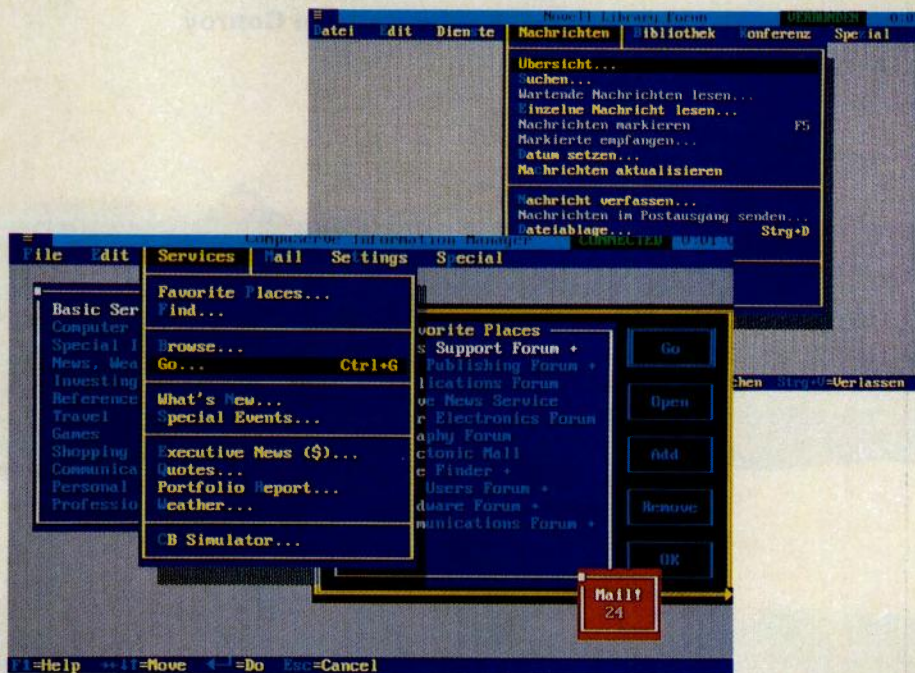 Novell Library Forum VERBUNDEN 0:0
Datei Edit Dienste Nachrichten Bibliothek Konferenz Spezial
Übersicht...
Suchen...
Wartende Nachrichten lesen...
Einzelne Nachricht lesen...
Nachrichten markieren F5
Markierte empfangen...
Datum setzen...
Nachrichten aktualisieren
Nachricht verfassen...
Nachrichten im Postausgang senden...
Dateiablage... Strg+D
chen Strg+V=Verlassen
CompuServe Information Manager CONNECTED 0:01:0
File Edit Services Mail Settings Special
Favorite Places...
Find...
Browse...
Go... Ctrl+G
What's New...
Special Events...
Executive News ($)...
Quotes...
Portfolio Report...
Weather...
CB Simulator...
Basic Ser
Computer
Special I
News, Wea
Investing
Reference
Travel
Games
Shopping
Communica
Personal
Professio
vorite Places
s Support Forum +
Publishing Forum +
lications Forum
ve News Service
r Electronics Forum
aphy Forum
ctonic Mall
e Finder +
Users Forum +
dware Forum +
munications Forum +
Go
Open
Add
Remove
OK
Mail!
24
F1=Help ↔↕=Move ↵=Do Esc=Cancel